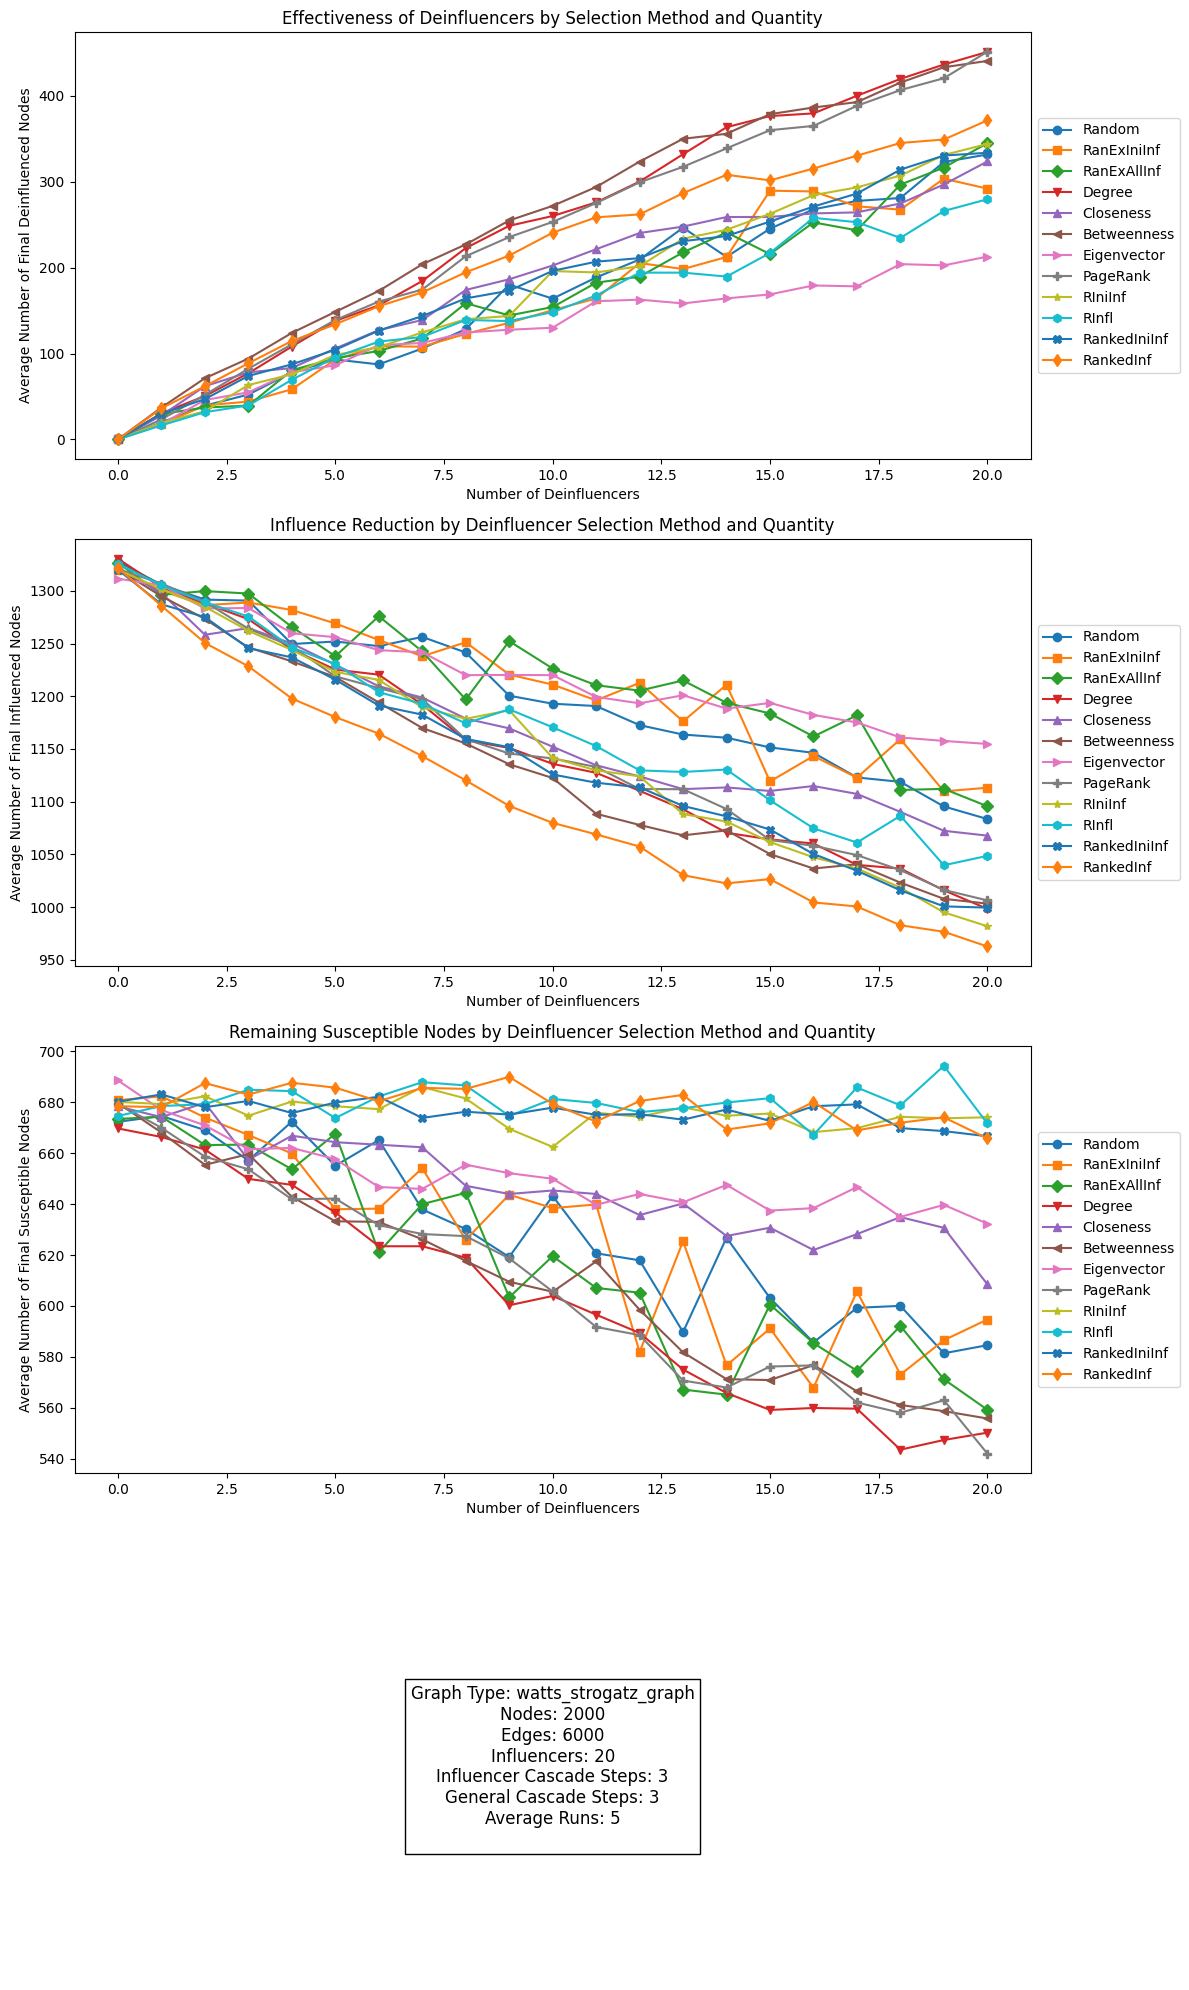 Effectiveness of Deinfluencers by Selection Method and Quantity
Average Number of Final Deinfluenced Nodes
400
300
200
100
0
0.0 2.5 5.0 7.5 10.0 12.5 15.0 17.5 20.0
Number of Deinfluencers
Random
RanExIniInf
RanExAllInf
Degree
Closeness
Betweenness
Eigenvector
PageRank
RIniInf
RInfl
RankedIniInf
RankedInf
Influence Reduction by Deinfluencer Selection Method and Quantity
Average Number of Final Influenced Nodes
1300
1250
1200
1150
1100
1050
1000
950
0.0 2.5 5.0 7.5 10.0 12.5 15.0 17.5 20.0
Number of Deinfluencers
Random
RanExIniInf
RanExAllInf
Degree
Closeness
Betweenness
Eigenvector
PageRank
RIniInf
RInfl
RankedIniInf
RankedInf
Remaining Susceptible Nodes by Deinfluencer Selection Method and Quantity
Average Number of Final Susceptible Nodes
700
680
660
640
620
600
580
560
540
0.0 2.5 5.0 7.5 10.0 12.5 15.0 17.5 20.0
Number of Deinfluencers
Random
RanExIniInf
RanExAllInf
Degree
Closeness
Betweenness
Eigenvector
PageRank
RIniInf
RInfl
RankedIniInf
RankedInf
Graph Type: watts_strogatz_graph
Nodes: 2000
Edges: 6000
Influencers: 20
Influencer Cascade Steps: 3
General Cascade Steps: 3
Average Runs: 5